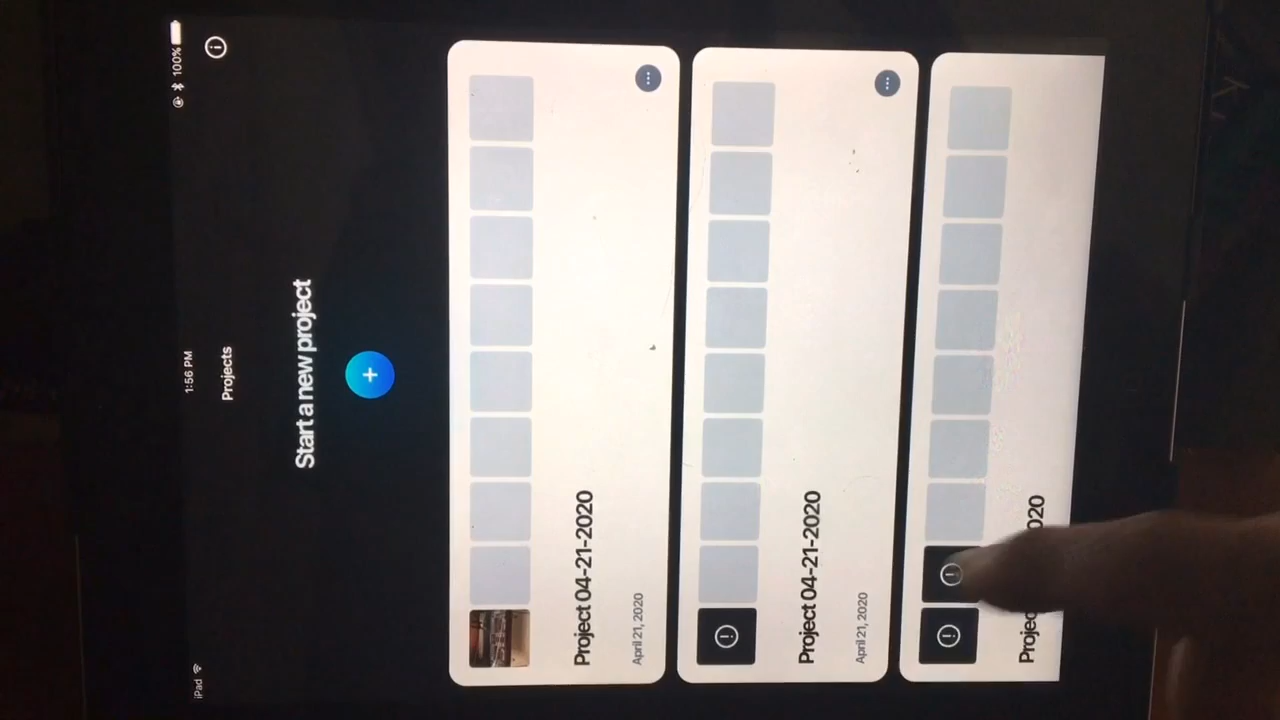 iPad
1:56 PM
100%
Projects
Start a new project
Project 04-21-2020
April 21, 2020
Project 04-21-2020
April 21, 2020